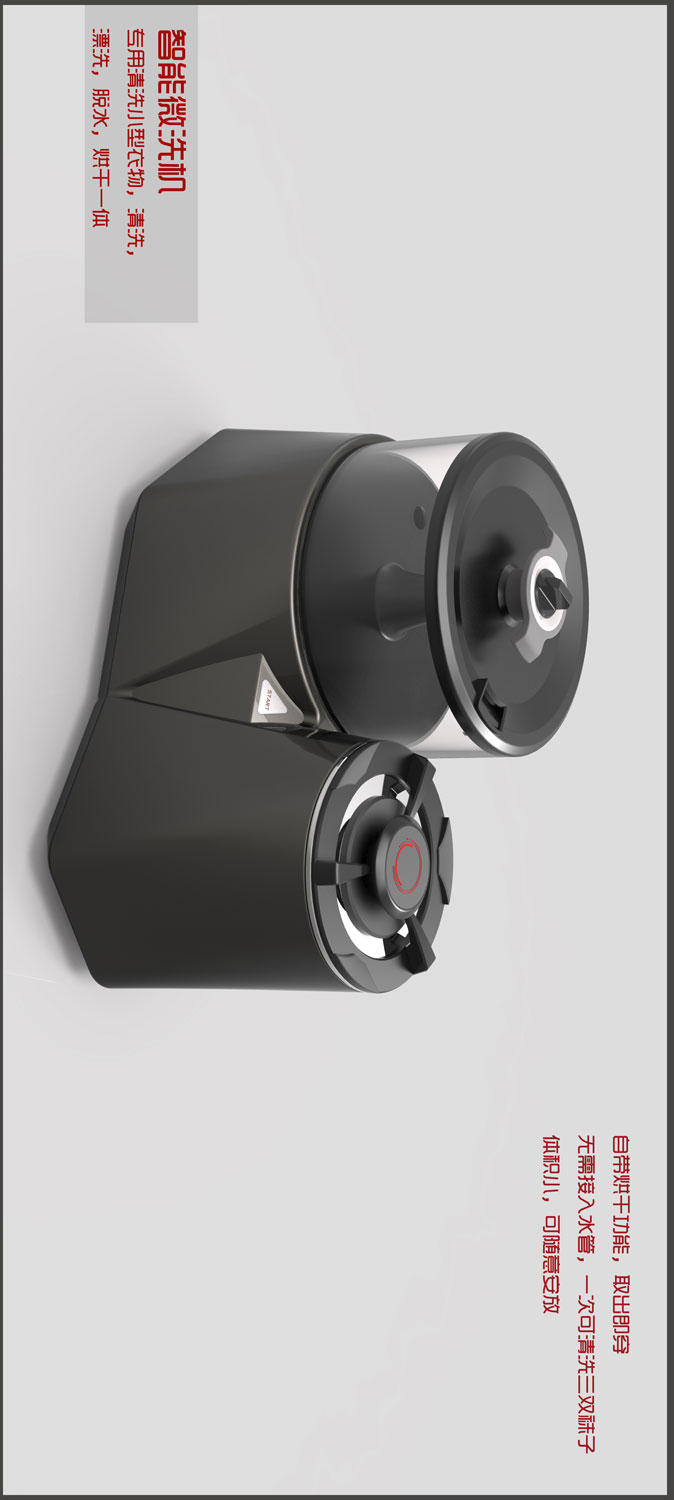 智能微洗机
专用清洗小型衣物，清洗，
漂洗，脱水，烘干一体
START
自带烘干功能，取出即穿
无需接入水管，一次可清洗三双袜子
体积小，可随意安放